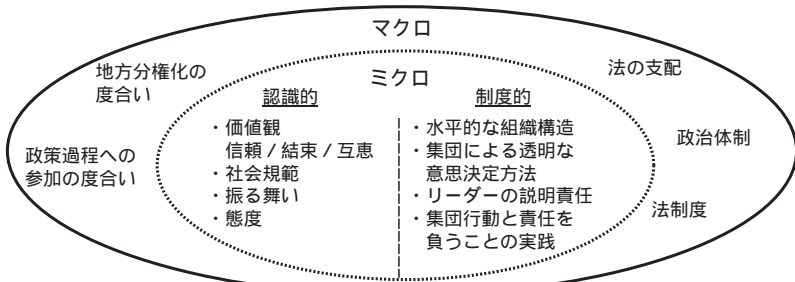 マクロ
地方分権化の
度合い
法の支配
ミクロ
認識的
制度的
政策過程への
参加の度合い
・価値観
信頼 / 結束 / 互恵
・社会規範
・振る舞い
・態度
・水平的な組織構造
・集団による透明な
意思決定方法
・リーダーの説明責任
・集団行動と責任を
負うことの実践
政治体制
法制度